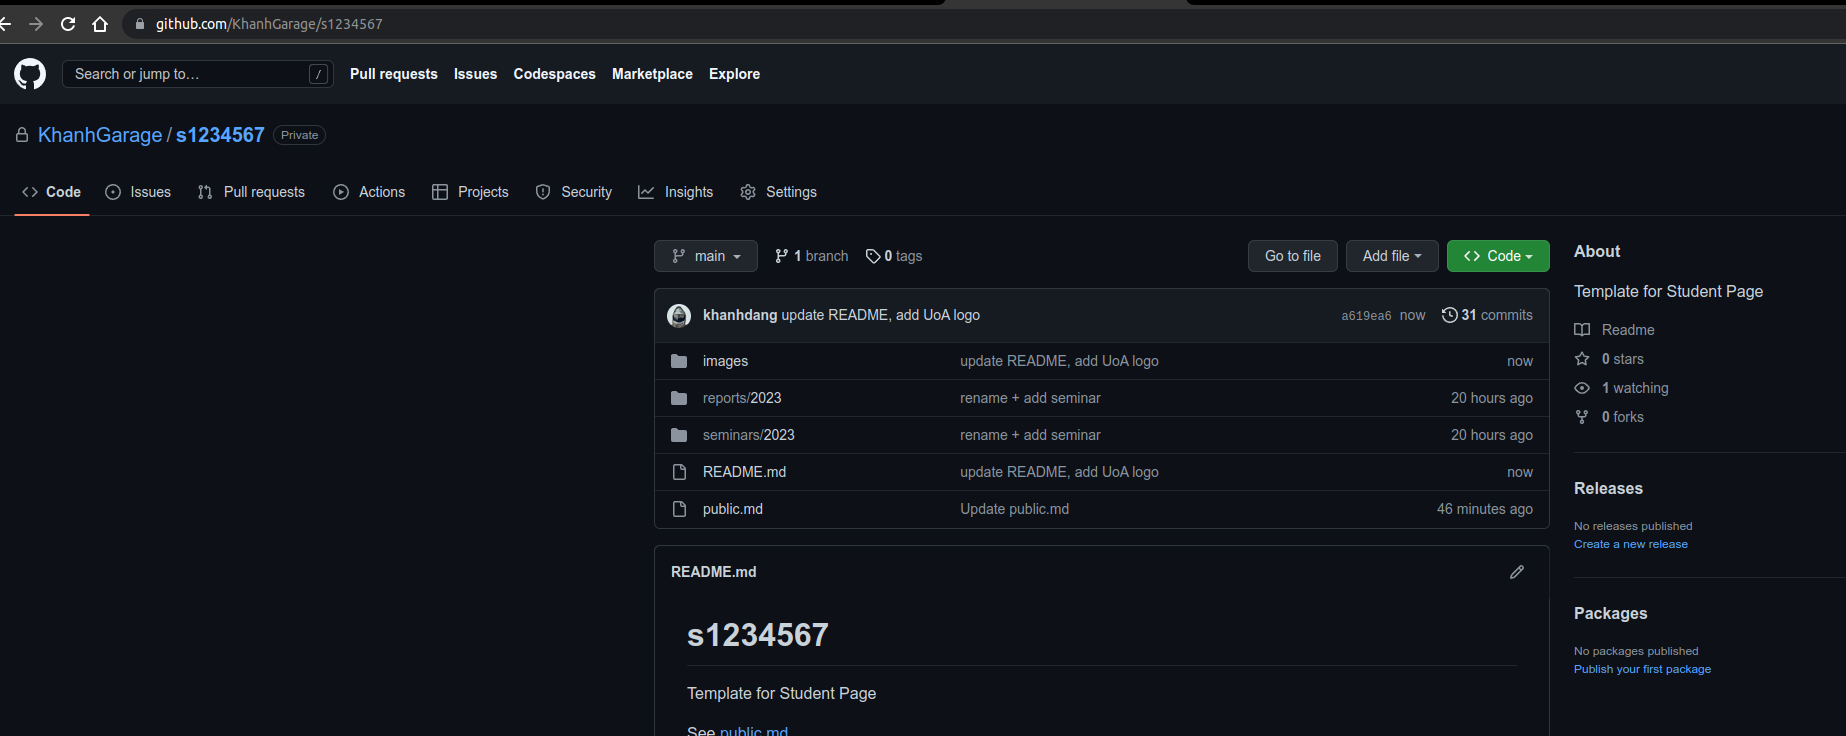 github.com/KhanhGarage/s1234567
Search or jump to… / Pull requests Issues Codespaces Marketplace Explore
KhanhGarage / s1234567 Private
Code Issues Pull requests Actions Projects Security Insights Settings
main 1 branch 0 tags Go to file Add file Code
khanhdang update README, add UoA logo a619ea6 now 31 commits
images update README, add UoA logo now
reports/2023 rename + add seminar 20 hours ago
seminars/2023 rename + add seminar 20 hours ago
README.md update README, add UoA logo now
public.md Update public.md 46 minutes ago
README.md
s1234567
Template for Student Page
See public.md
About
Template for Student Page
Readme
0 stars
1 watching
0 forks
Releases
No releases published
Create a new release
Packages
No packages published
Publish your first package